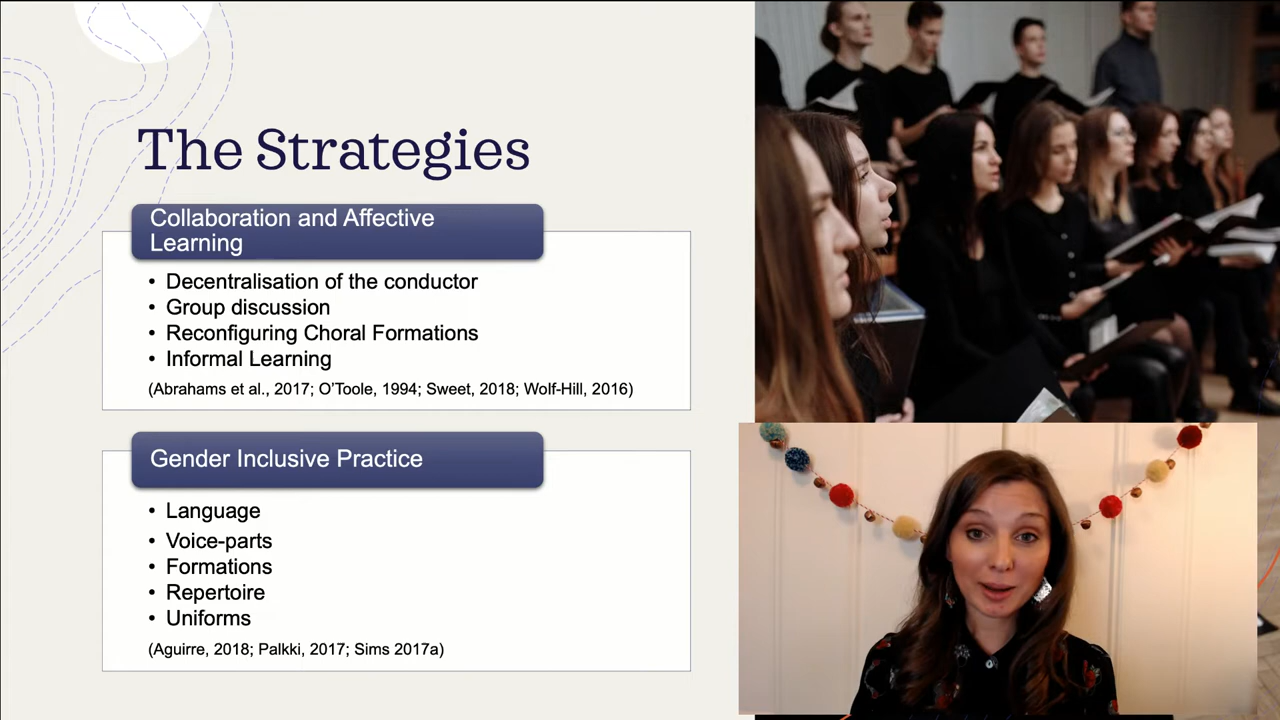 The Strategies
Collaboration and Affective
Learning
• Decentralisation of the conductor
• Group discussion
• Reconfiguring Choral Formations
• Informal Learning
(Abrahams et al., 2017; O’Toole, 1994; Sweet, 2018; Wolf-Hill, 2016)
Gender Inclusive Practice
• Language
• Voice-parts
• Formations
• Repertoire
• Uniforms
(Aguirre, 2018; Palkki, 2017; Sims 2017a)